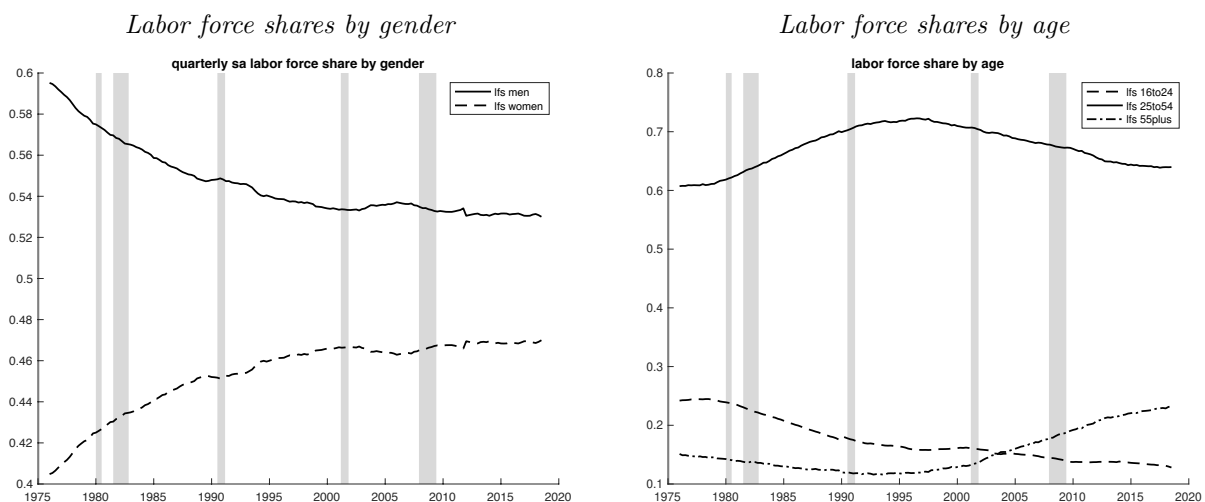 Labor force shares by gender
Labor force shares by age
quarterly sa labor force share by gender
0.6
0.58
0.56
0.54
0.52
0.5
0.48
0.46
0.44
0.42
0.4
1975 1980 1985 1990 1995 2000 2005 2010 2015 2020
lfs men
lfs women
labor force share by age
0.8
0.7
0.6
0.5
0.4
0.3
0.2
0.1
1975 1980 1985 1990 1995 2000 2005 2010 2015 2020
lfs 16to24
lfs 25to54
lfs 55plus